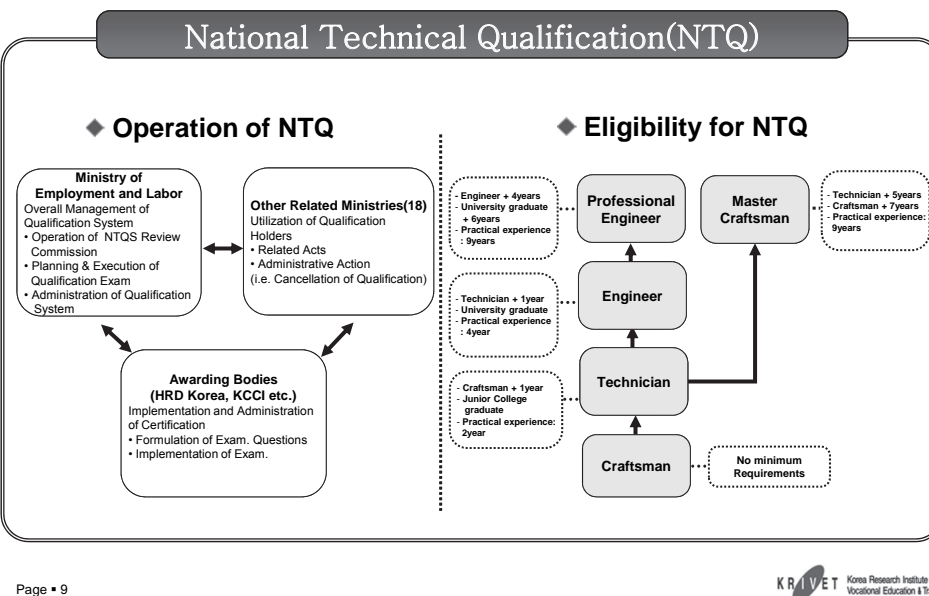 National Technical Qualification(NTQ)
◆ Operation of NTQ
Ministry of
Employment and Labor
Overall Management of
Qualification System
• Operation of NTQS Review
Commission
• Planning & Execution of
Qualification Exam
• Administration of Qualification
System
Other Related Ministries(18)
Utilization of Qualification
Holders
• Related Acts
• Administrative Action
(i.e. Cancellation of Qualification)
Awarding Bodies
(HRD Korea, KCCI etc.)
Implementation and Administration
of Certification
• Formulation of Exam. Questions
• Implementation of Exam.
◆ Eligibility for NTQ
- Engineer + 4years
- University graduate
+ 6years
- Practical experience
: 9years
Professional
Engineer
Master
Craftsman
- Technician + 5years
- Craftsman + 7years
- Practical experience:
9years
- Technician + 1year
- University graduate
- Practical experience
: 4year
Engineer
- Craftsman + 1year
- Junior College
graduate
- Practical experience:
2year
Technician
Craftsman
No minimum
Requirements
Page ▪ 9
KRIVET
Korea Research Institute
Vocational Education & Tr